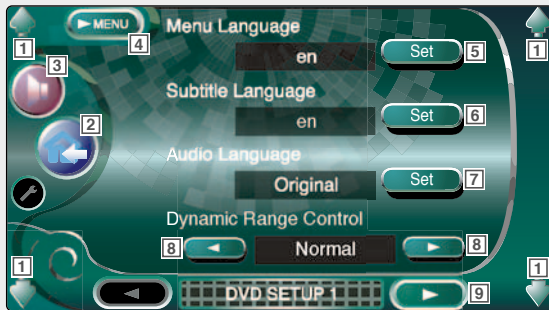 ►MENU
Menu Language
1
1
4
3
en
Set
5
Subtitle Language
2
en
Set
6
Audio Language
Original
Set
7
Dynamic Range Control
8
◄
Normal
►
8
1
1
◄
DVD SETUP 1
►
9